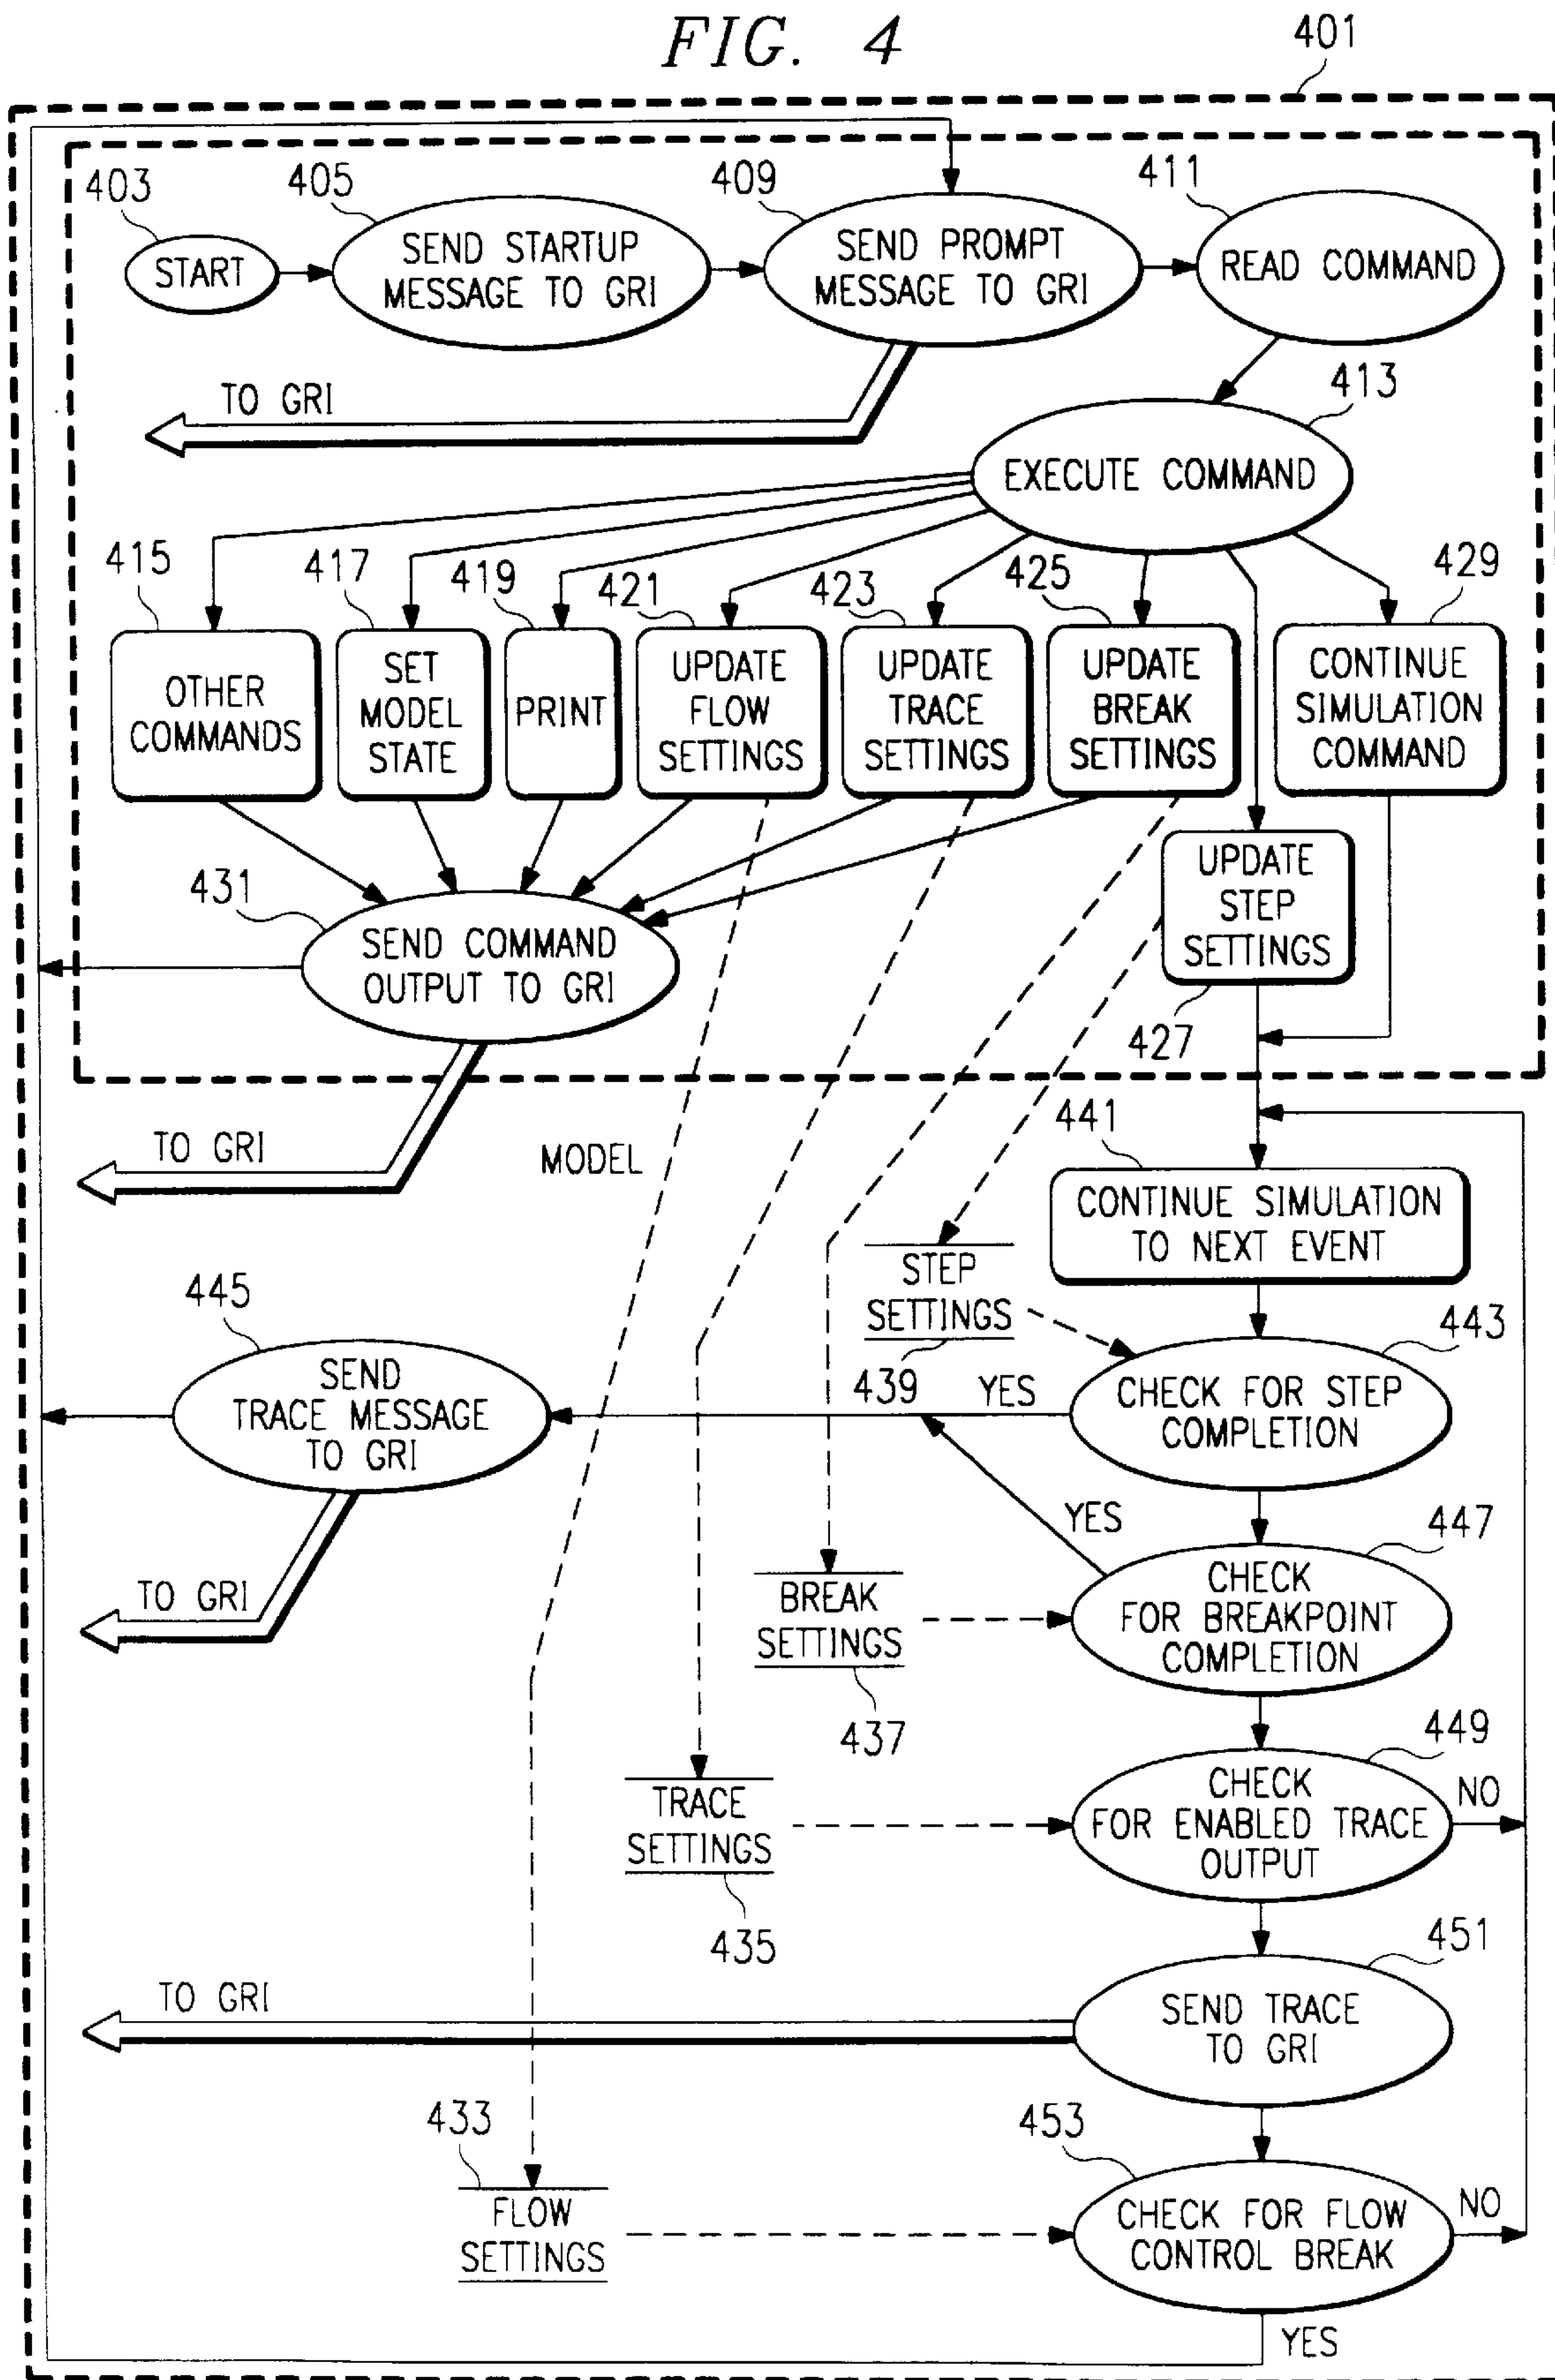 FIG. 4
401
403
405
409
411
START
SEND STARTUP
MESSAGE TO GRI
SEND PROMPT
MESSAGE TO GRI
READ COMMAND
TO GRI
413
EXECUTE COMMAND
415
417
419
421
423
425
429
OTHER
COMMANDS
SET
MODEL
STATE
PRINT
UPDATE
FLOW
SETTINGS
UPDATE
TRACE
SETTINGS
UPDATE
BREAK
SETTINGS
CONTINUE
SIMULATION
COMMAND
431
SEND COMMAND
OUTPUT TO GRI
UPDATE
STEP
SETTINGS
427
TO GRI
MODEL
441
CONTINUE SIMULATION
TO NEXT EVENT
STEP
SETTINGS
439
443
445
SEND
TRACE MESSAGE
TO GRI
YES
CHECK FOR STEP
COMPLETION
YES
447
TO GRI
BREAK
SETTINGS
437
CHECK
FOR BREAKPOINT
COMPLETION
449
TRACE
SETTINGS
435
CHECK
FOR ENABLED TRACE
OUTPUT
NO
451
TO GRI
SEND TRACE
TO GRI
433
453
FLOW
SETTINGS
CHECK FOR FLOW
CONTROL BREAK
NO
YES